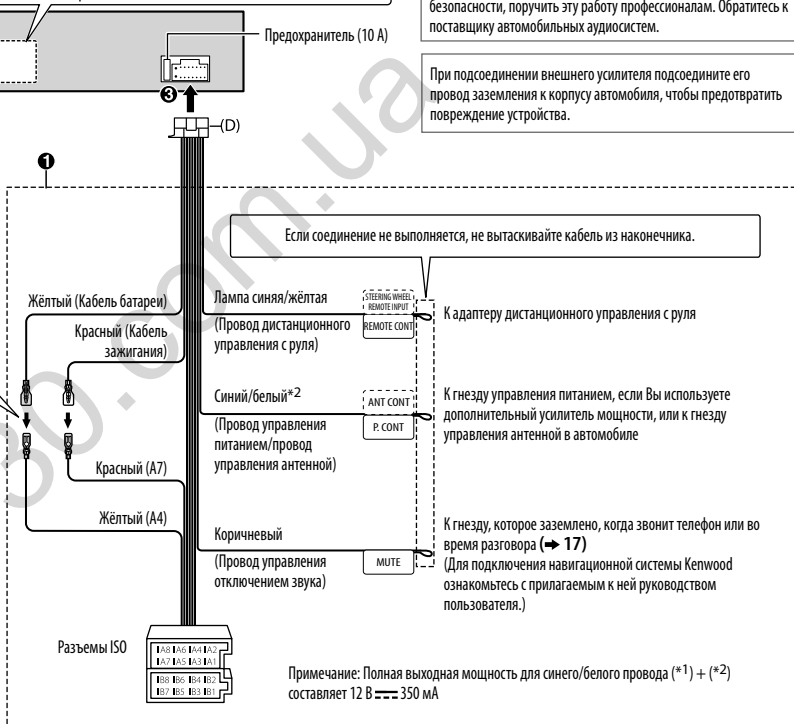 безопасности, поручить эту работу профессионалам. Обратитесь к
поставщику автомобильных аудиосистем.
Предохранитель (10 А)
При подсоединении внешнего усилителя подсоедините его
провод заземления к корпусу автомобиля, чтобы предотвратить
повреждение устройства.
3
(D)
1
Если соединение не выполняется, не вытаскивайте кабель из наконечника.
Жёлтый (Кабель батареи)
Красный (Кабель
зажигания)
Лампа синяя/жёлтая
(Провод дистанционного
управления с руля)
STEERING WHEEL
REMOTE INPUT
REMOTE CONT
К адаптеру дистанционного управления с руля
Синий/белый*2
(Провод управления
питанием/провод
управления антенной)
ANT CONT
P. CONT
К гнезду управления питанием, если Вы используете
дополнительный усилитель мощности, или к гнезду
управления антенной в автомобиле
Красный (A7)
Жёлтый (A4)
Коричневый
(Провод управления
отключением звука)
MUTE
К гнезду, которое заземлено, когда звонит телефон или во
время разговора (➜ 17)
(Для подключения навигационной системы Kenwood
ознакомьтесь с прилагаемым к ней руководством
пользователя.)
Разъемы ISO
A8 A6 A4 A2
A7 A5 A3 A1
B8 B6 B4 B2
B7 B5 B3 B1
Примечание: Полная выходная мощность для синего/белого провода (*1) + (*2)
составляет 12 В ⎓ 350 мА
30.com.ua